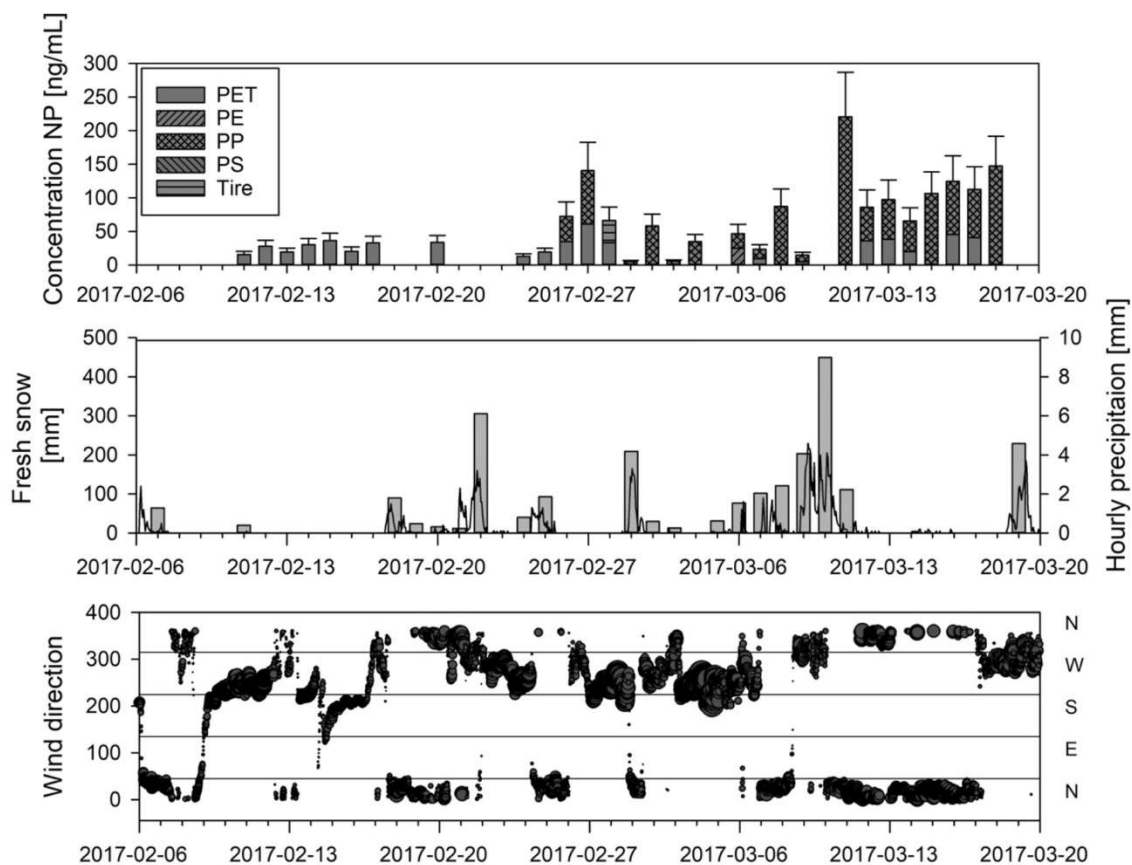 Concentration NP [ng/mL]
300
250
200
150
100
50
0
PET
PE
PP
PS
Tire
2017-02-06 2017-02-13 2017-02-20 2017-02-27 2017-03-06 2017-03-13 2017-03-20
Fresh snow
[mm]
500
400
300
200
100
0
10
8
6
4
2
0
Hourly precipitaion [mm]
2017-02-06 2017-02-13 2017-02-20 2017-02-27 2017-03-06 2017-03-13 2017-03-20
Wind direction
400
300
200
100
0
N
W
S
E
N
2017-02-06 2017-02-13 2017-02-20 2017-02-27 2017-03-06 2017-03-13 2017-03-20